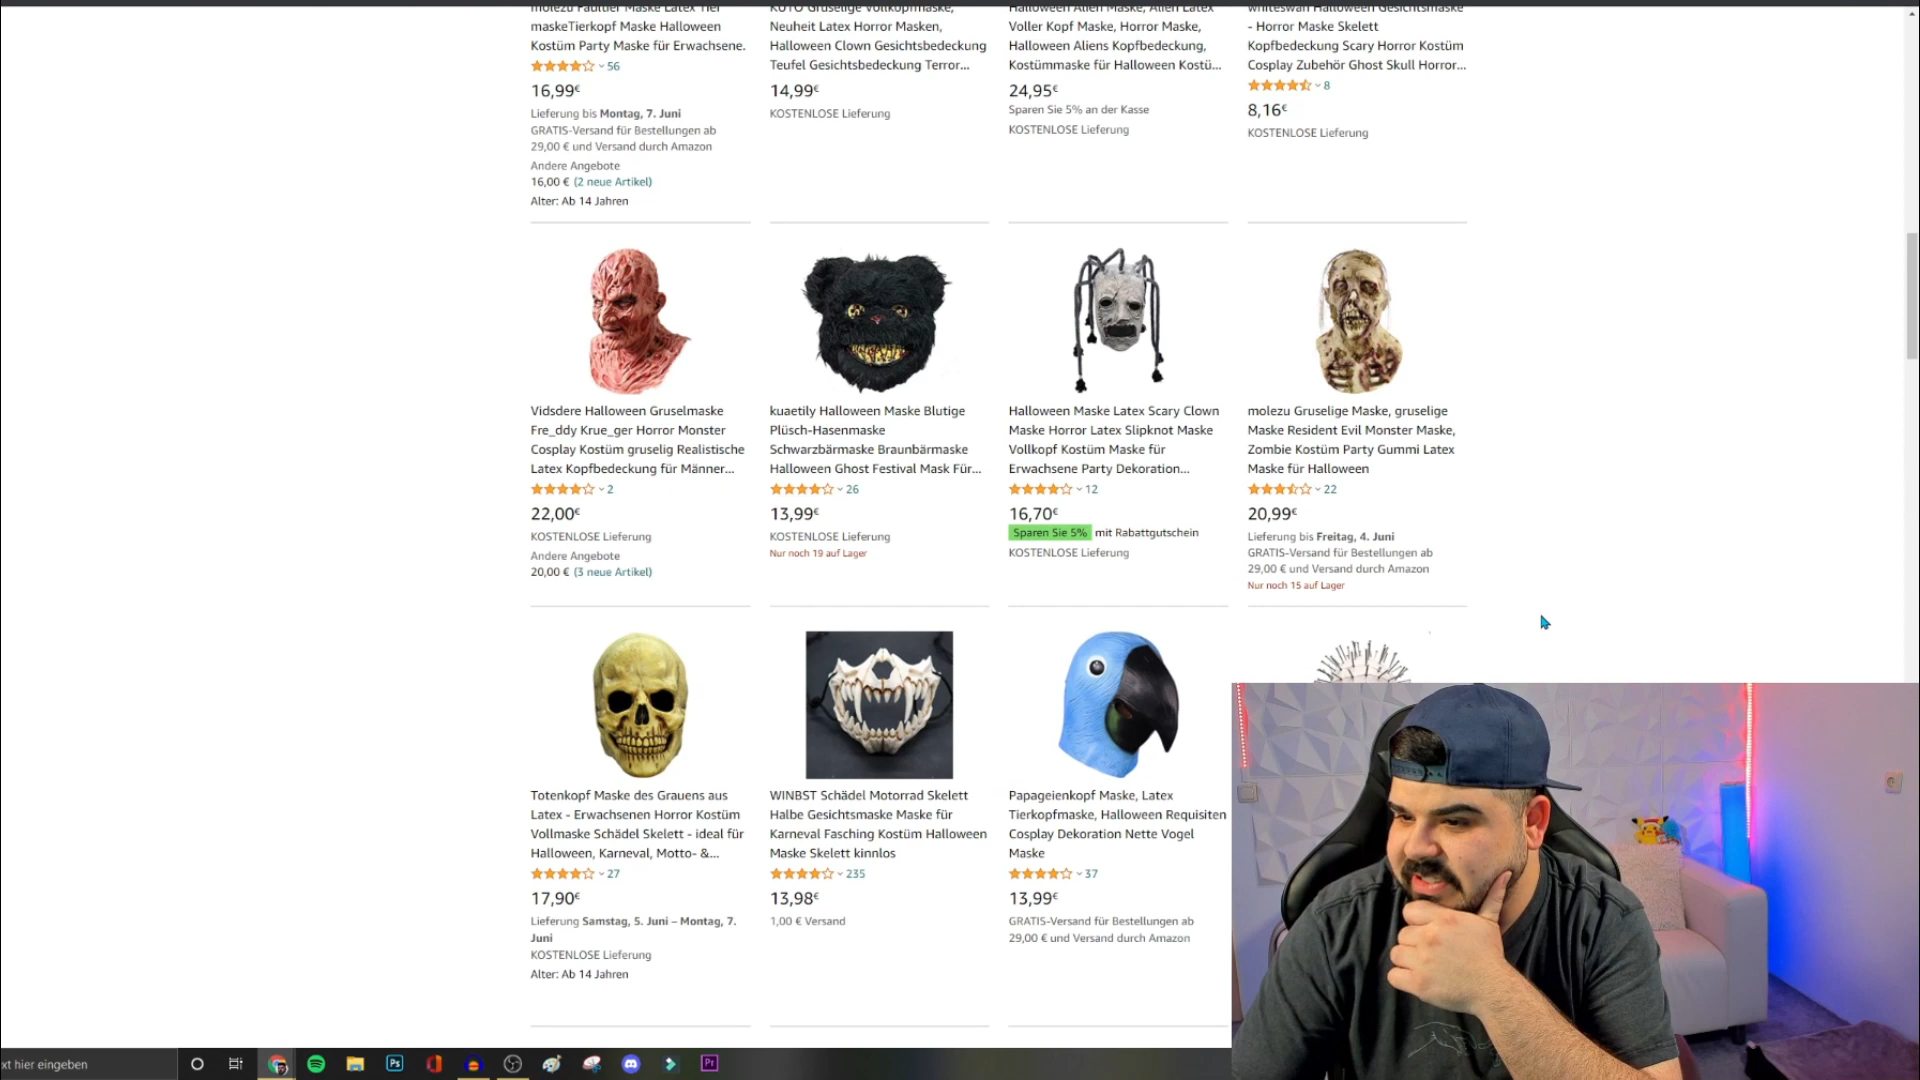 molezu Faultier Maske Latex Tier
maskeTierkopf Maske Halloween
Kostüm Party Maske für Erwachsene.
56
16,99€
Lieferung bis Montag, 7. Juni
GRATIS-Versand für Bestellungen ab
29,00 € und Versand durch Amazon
Andere Angebote
16,00 € (2 neue Artikel)
Alter: Ab 14 Jahren
KOTO Gruselige Vollkopfmaske,
Neuheit Latex Horror Masken,
Halloween Clown Gesichtsbedeckung
Teufel Gesichtsbedeckung Terror...
14,99€
KOSTENLOSE Lieferung
Halloween Alien Maske, Alien Latex
Voller Kopf Maske, Horror Maske,
Halloween Aliens Kopfbedeckung,
Kostümmaske für Halloween Kostü...
24,95€
Sparen Sie 5% an der Kasse
KOSTENLOSE Lieferung
whiteswan Halloween Gesichtsmaske
- Horror Maske Skelett
Kopfbedeckung Scary Horror Kostüm
Cosplay Zubehör Ghost Skull Horror...
8
8,16€
KOSTENLOSE Lieferung
Vidsdere Halloween Gruselmaske
Fre_ddy Krue_ger Horror Monster
Cosplay Kostüm gruselig Realistische
Latex Kopfbedeckung für Männer...
2
22,00€
KOSTENLOSE Lieferung
Andere Angebote
20,00 € (3 neue Artikel)
kuaetily Halloween Maske Blutige
Plüsch-Hasenmaske
Schwarzbärmaske Braunbärmaske
Halloween Ghost Festival Mask Für...
26
13,99€
KOSTENLOSE Lieferung
Nur noch 19 auf Lager
Halloween Maske Latex Scary Clown
Maske Horror Latex Slipknot Maske
Vollkopf Kostüm Maske für
Erwachsene Party Dekoration...
12
16,70€
Sparen Sie 5% mit Rabattgutschein
KOSTENLOSE Lieferung
molezu Gruselige Maske, gruselige
Maske Resident Evil Monster Maske,
Zombie Kostüm Party Gummi Latex
Maske für Halloween
22
20,99€
Lieferung bis Freitag, 4. Juni
GRATIS-Versand für Bestellungen ab
29,00 € und Versand durch Amazon
Nur noch 15 auf Lager
Totenkopf Maske des Grauens aus
Latex - Erwachsenen Horror Kostüm
Vollmaske Schädel Skelett - ideal für
Halloween, Karneval, Motto- &...
27
17,90€
Lieferung Samstag, 5. Juni – Montag, 7.
Juni
KOSTENLOSE Lieferung
Alter: Ab 14 Jahren
WINBST Schädel Motorrad Skelett
Halbe Gesichtsmaske Maske für
Karneval Fasching Kostüm Halloween
Maske Skelett kinnlos
235
13,98€
1,00 € Versand
Papageienkopf Maske, Latex
Tierkopfmaske, Halloween Requisiten
Cosplay Dekoration Nette Vogel
Maske
37
13,99€
GRATIS-Versand für Bestellungen ab
29,00 € und Versand durch Amazon
xt hier eingeben
Ps
Pr